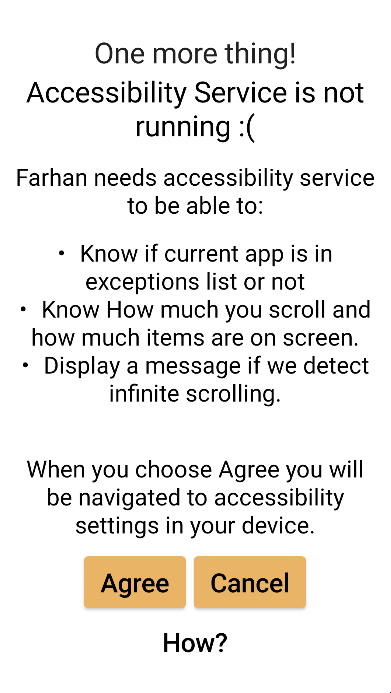 One more thing!
Accessibility Service is not
running :(
Farhan needs accessibility service
to be able to:
• Know if current app is in
exceptions list or not
• Know How much you scroll and
how much items are on screen.
• Display a message if we detect
infinite scrolling.
When you choose Agree you will
be navigated to accessibility
settings in your device.
Agree Cancel
How?